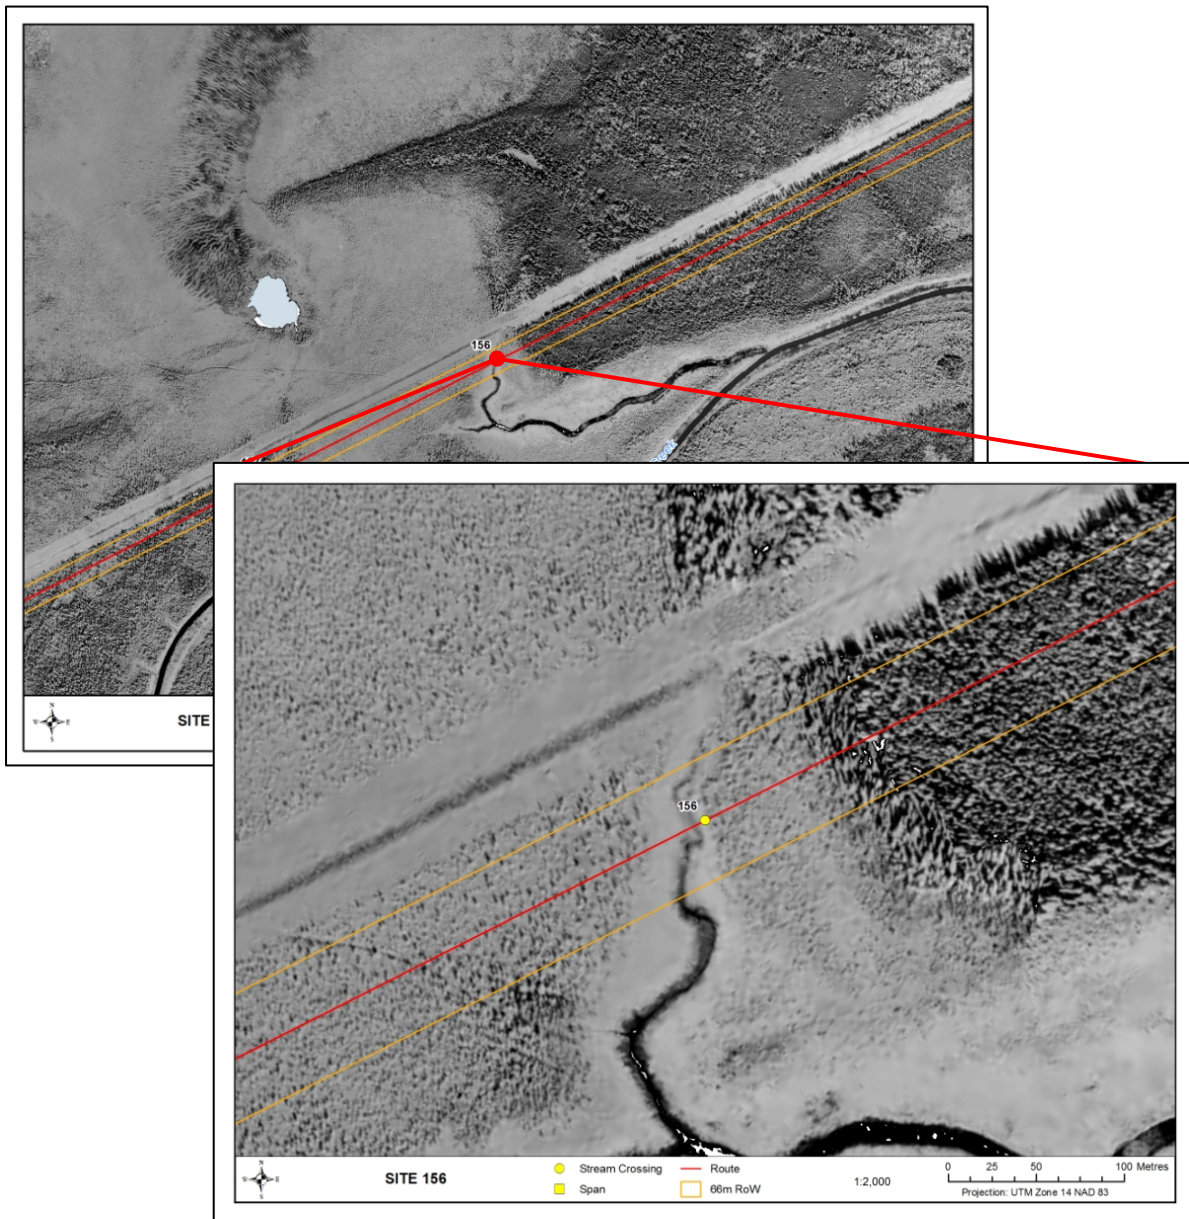 156
eek
N
W E
S
SITE
156
N
W E
S
SITE 156
Stream Crossing
Span
Route
66m RoW
1:2,000
0 25 50 100 Metres
Projection: UTM Zone 14 NAD 83